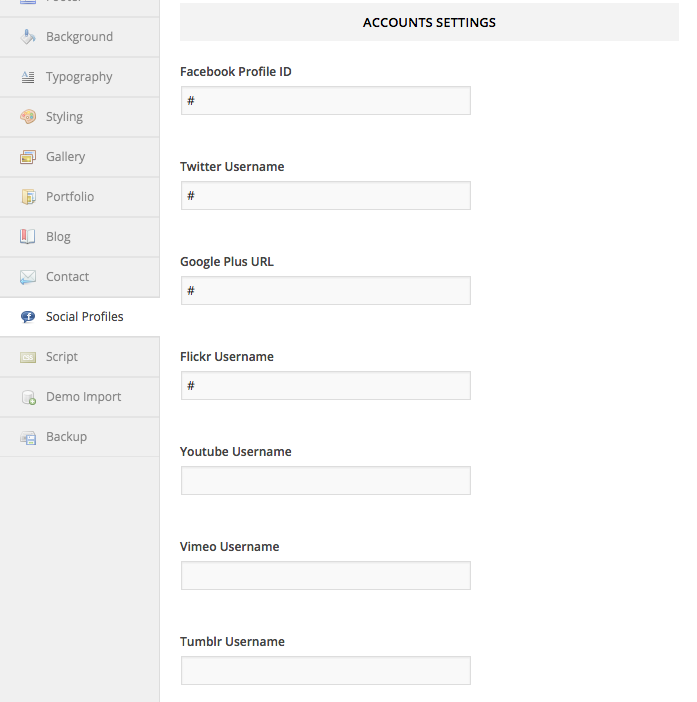 Background
Typography
Styling
Gallery
Portfolio
Blog
Contact
Social Profiles
Script
Demo Import
Backup
ACCOUNTS SETTINGS
Facebook Profile ID
#
Twitter Username
#
Google Plus URL
#
Flickr Username
#
Youtube Username
Vimeo Username
Tumblr Username